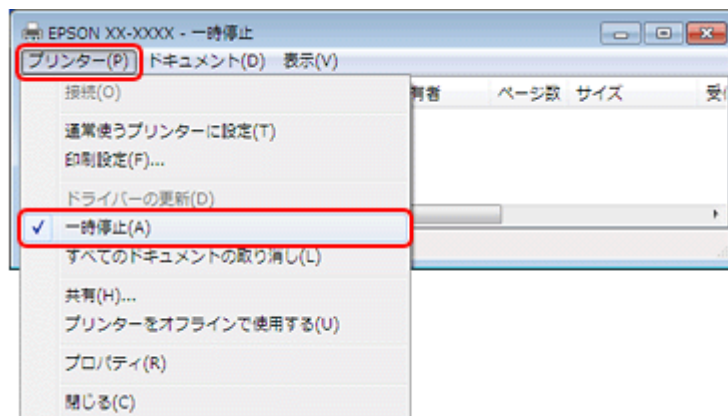 EPSON XX-XXXX - 一時停止
プリンター(P) ドキュメント(D) 表示(V)
接続(O)
有者 ページ数 サイズ 受
通常使うプリンターに設定(T)
印刷設定(F)...
ドライバーの更新(D)
一時停止(A)
すべてのドキュメントの取り消し(L)
共有(H)...
プリンターをオフラインで使用する(U)
プロパティ(R)
閉じる(C)